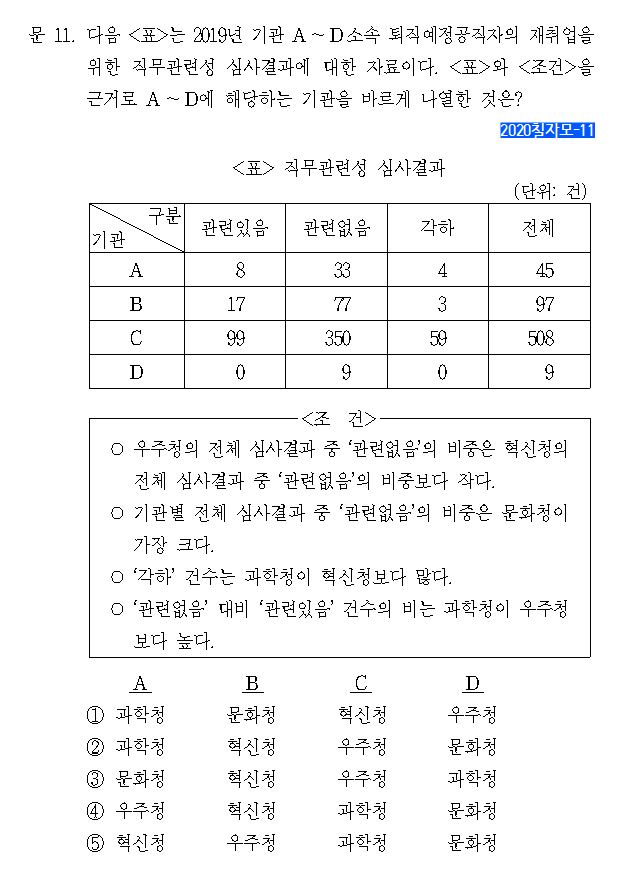 문 11. 다음 <표>는 2019년 기관 A ~ D소속 퇴직예정공직자의 재취업을
위한 직무관련성 심사결과에 대한 자료이다. <표>와 <조건>을
근거로 A ~ D에 해당하는 기관을 바르게 나열한 것은?
2020침자모-11
<표> 직무관련성 심사결과
(단위: 건)
구분
기관 관련있음 관련없음 각하 전체
A 8 33 4 45
B 17 77 3 97
C 99 350 59 508
D 0 9 0 9
<조 건>
○ 우주청의 전체 심사결과 중 ‘관련없음’의 비중은 혁신청의
전체 심사결과 중 ‘관련없음’의 비중보다 작다.
○ 기관별 전체 심사결과 중 ‘관련없음’의 비중은 문화청이
가장 크다.
○ ‘각하’ 건수는 과학청이 혁신청보다 많다.
○ ‘관련없음’ 대비 ‘관련있음’ 건수의 비는 과학청이 우주청
보다 높다.
A B C D
① 과학청 문화청 혁신청 우주청
② 과학청 혁신청 우주청 문화청
③ 문화청 혁신청 우주청 과학청
④ 우주청 혁신청 과학청 문화청
⑤ 혁신청 우주청 과학청 문화청